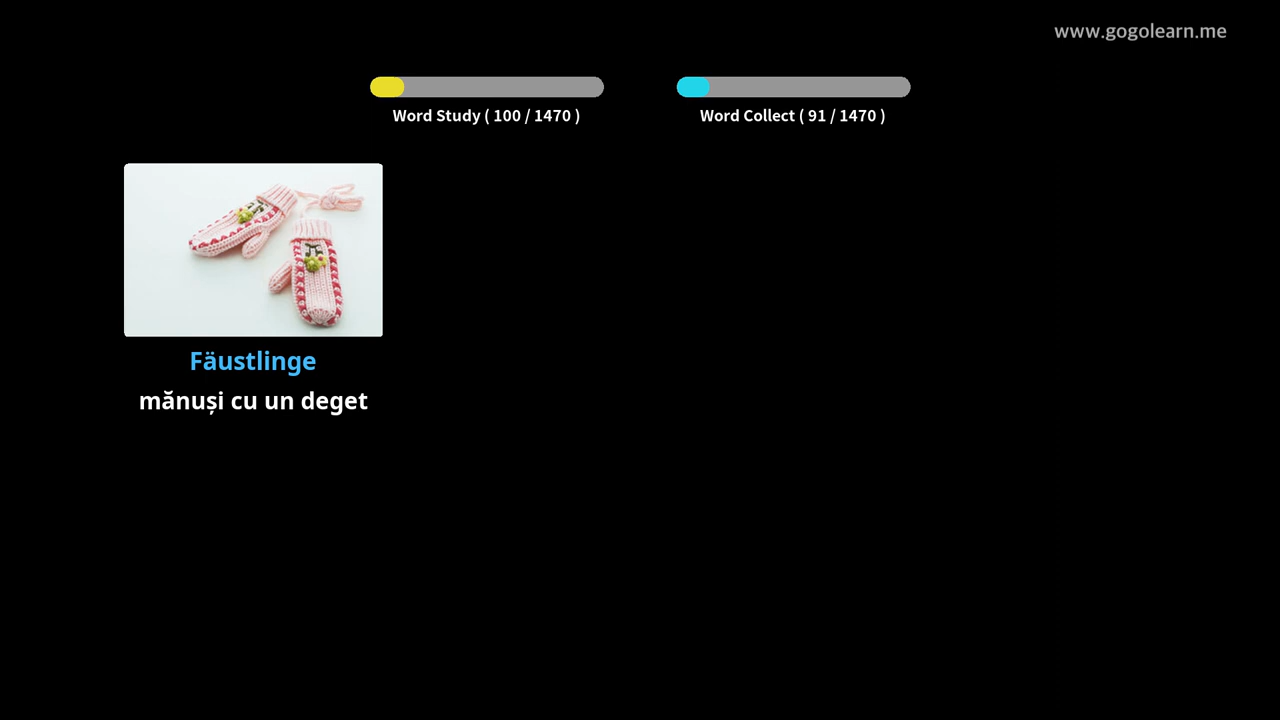 www.gogolearn.me
Word Study ( 100 / 1470 )
Word Collect ( 91 / 1470 )
Fäustlinge
mănuși cu un deget